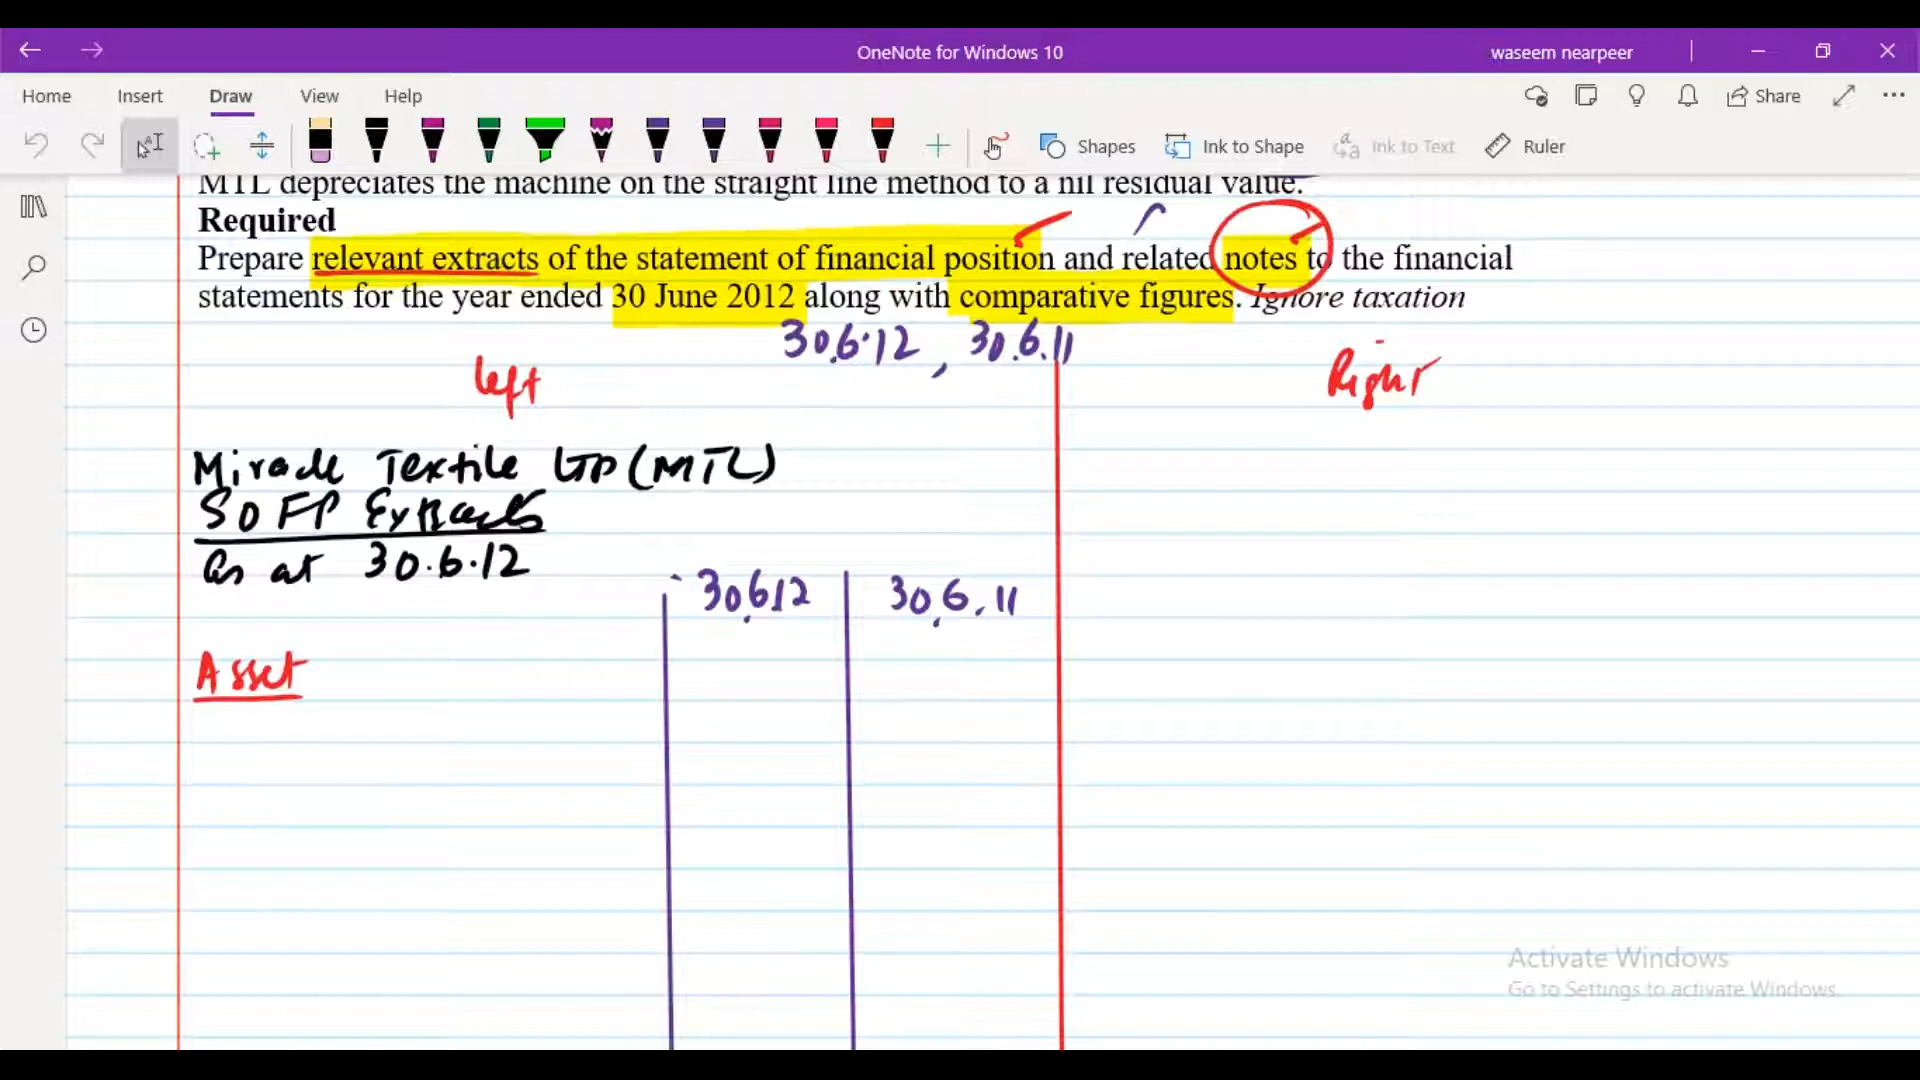 OneNote for Windows 10
waseem nearpeer
Home Insert Draw View Help
Share
Shapes Ink to Shape Ink to Text Ruler
MTL depreciates the machine on the straight line method to a nil residual value.
Required
Prepare relevant extracts of the statement of financial position and related notes to the financial
statements for the year ended 30 June 2012 along with comparative figures. Ignore taxation
30.6.12, 30.6.11
left
Right
Miracle Textile LTD (MTL)
SOFP Extracts
As at 30.6.12
30.6.12 30.6.11
Asset
Activate Windows
Go to Settings to activate Windows.